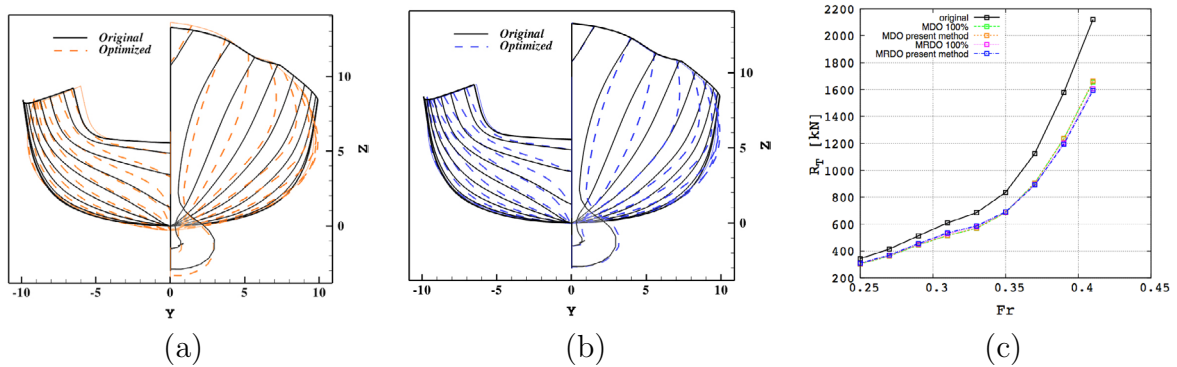 Original
Optimized
10
5
0
Z
-10
-5
0
5
10
Y
(a)
Original
Optimized
10
5
0
Z
-10
-5
0
5
10
Y
(b)
original
MDO 100%
MDO present method
MRDO 100%
MRDO present method
2200
2000
1800
1600
1400
1200
1000
800
600
400
200
R_T [kN]
0.25
0.3
0.35
0.4
0.45
Fr
(c)